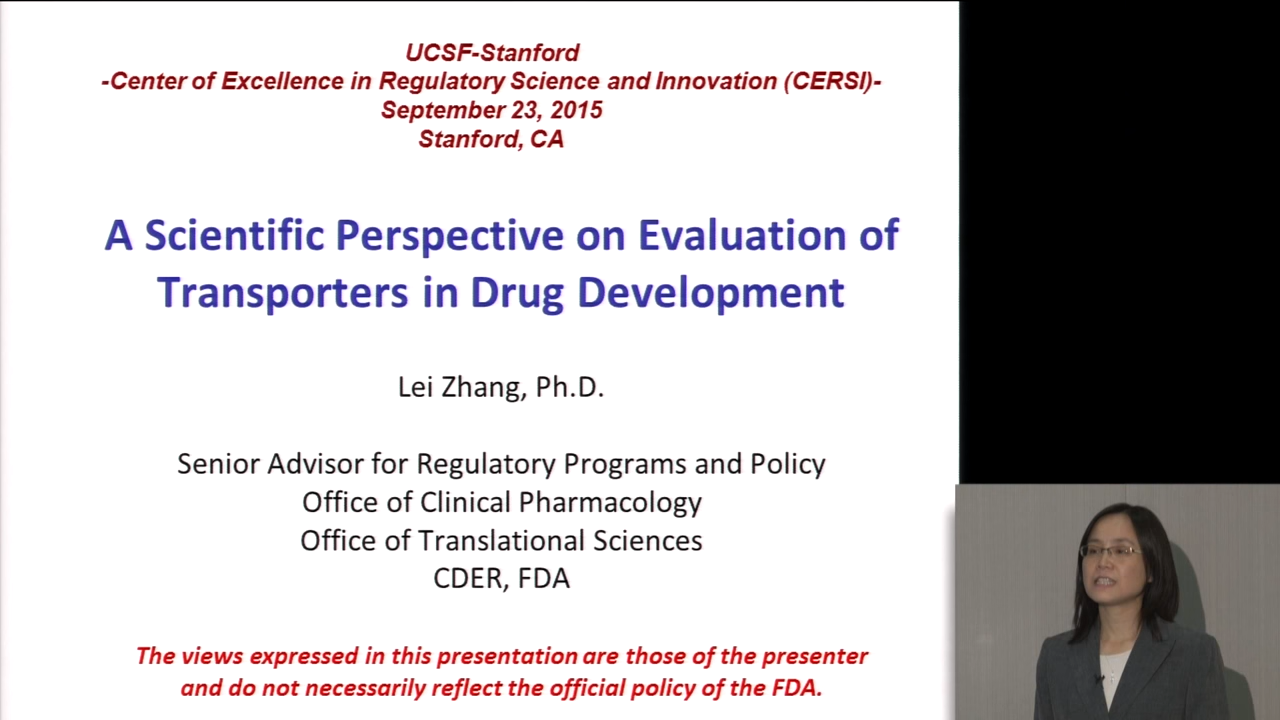 UCSF-Stanford
-Center of Excellence in Regulatory Science and Innovation (CERSI)-
September 23, 2015
Stanford, CA
A Scientific Perspective on Evaluation of
Transporters in Drug Development
Lei Zhang, Ph.D.
Senior Advisor for Regulatory Programs and Policy
Office of Clinical Pharmacology
Office of Translational Sciences
CDER, FDA
The views expressed in this presentation are those of the presenter
and do not necessarily reflect the official policy of the FDA.